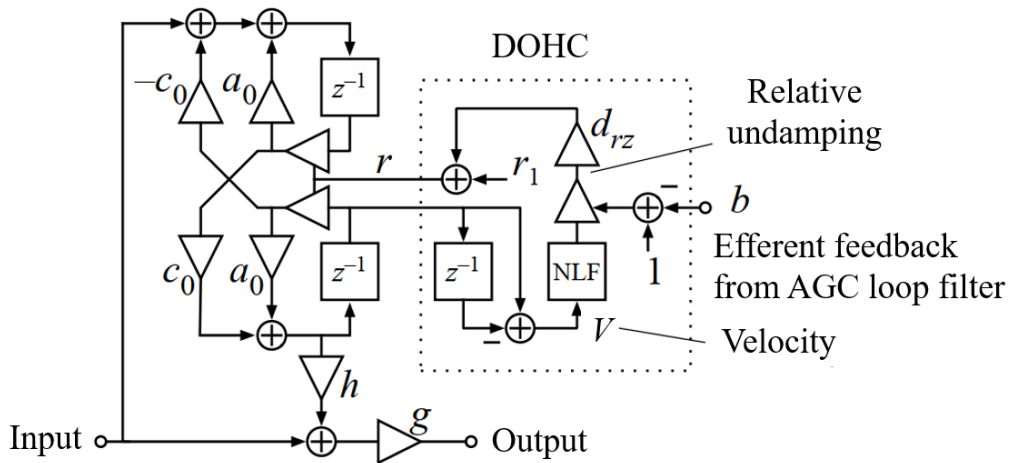 DOHC
Relative
undamping
−c₀
a₀
z⁻¹
d_rz
r
r₁
−
b
1
Efferent feedback
from AGC loop filter
c₀
a₀
z⁻¹
z⁻¹
NLF
−
V
Velocity
h
g
Input
Output